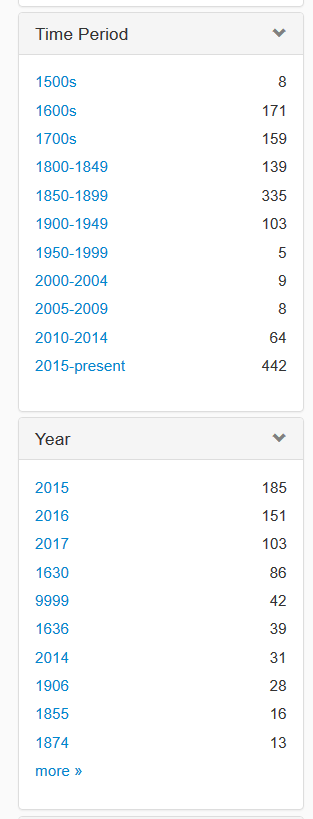 Time Period
1500s 8
1600s 171
1700s 159
1800-1849 139
1850-1899 335
1900-1949 103
1950-1999 5
2000-2004 9
2005-2009 8
2010-2014 64
2015-present 442
Year
2015 185
2016 151
2017 103
1630 86
9999 42
1636 39
2014 31
1906 28
1855 16
1874 13
more »